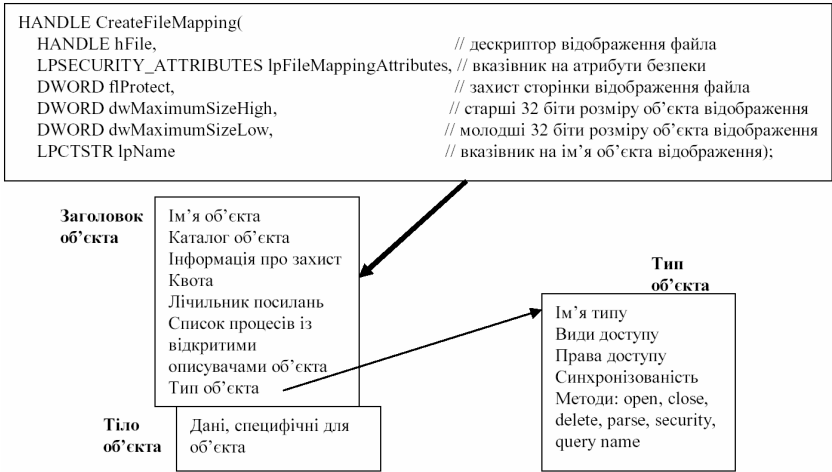 HANDLE CreateFileMapping(
HANDLE hFile, // дескриптор відображення файла
LPSECURITY_ATTRIBUTES lpFileMappingAttributes, // вказівник на атрибути безпеки
DWORD flProtect, // захист сторінки відображення файла
DWORD dwMaximumSizeHigh, // старші 32 біти розміру об’єкта відображення
DWORD dwMaximumSizeLow, // молодші 32 біти розміру об’єкта відображення
LPCTSTR lpName // вказівник на ім’я об’єкта відображення);
Заголовок
об’єкта
Ім’я об’єкта
Каталог об’єкта
Інформація про захист
Квота
Лічильник посилань
Список процесів із
відкритими
описувачами об’єкта
Тип об’єкта
Тип
об’єкта
Ім’я типу
Види доступу
Права доступу
Синхронізованість
Методи: open, close,
delete, parse, security,
query name
Тіло
об’єкта
Дані, специфічні для
об’єкта